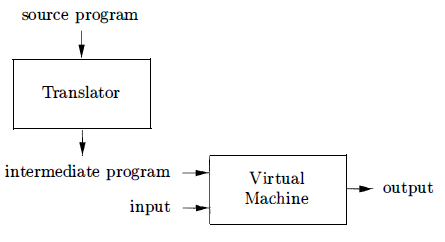 source program
Translator
intermediate program
Virtual
Machine
output
input